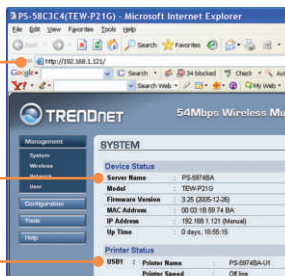 PS-5BC3C4(TEW-P21G) - Microsoft Internet Explorer
File Edit View Favorites Tools Help
Search Favorites
http://192.168.1.121/
Google Search 34 blocked Check
Y! Search Web My Web
TRENDNET 54Mbps Wireless Mu
Management
System
Wireless
Network
User
Configuration
Tools
Help
SYSTEM
Device Status
Server Name : PS-5974BA
Model : TEW-P21G
Firmware Version : 3.25 (2005-12-26)
MAC Address : 00 03 1B 59 74 BA
IP Address : 192.168.1.121 (Manual)
Up Time : 0 days, 16:55:15
Printer Status
USB1 : Printer Name : PS-5974BA-U1
Printer Speed : Off line